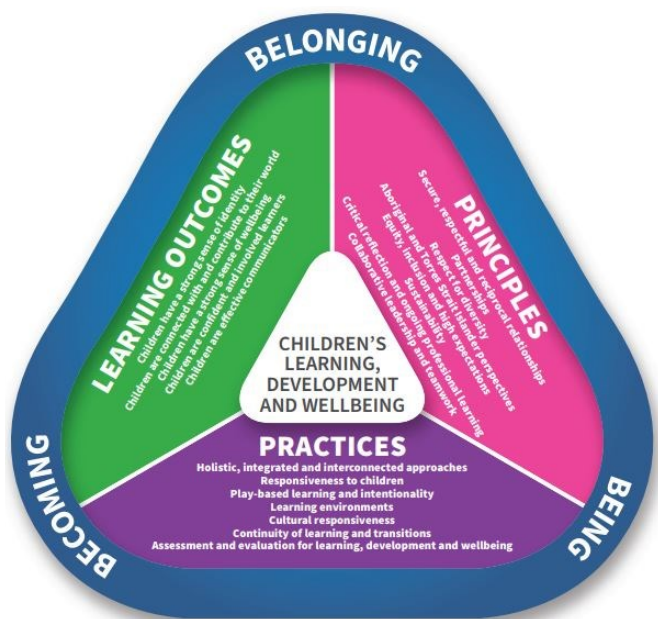 BELONGING
LEARNING OUTCOMES
Children have a strong sense of identity
Children are connected with and contribute to their world
Children have a strong sense of wellbeing
Children are confident and involved learners
Children are effective communicators
PRINCIPLES
Secure, respectful and reciprocal relationships
Partnerships
Respect for diversity
Aboriginal and Torres Strait Islander perspectives
Equity, inclusion and high expectations
Sustainability
Critical reflection and ongoing professional learning
Collaborative leadership and teamwork
CHILDREN’S
LEARNING,
DEVELOPMENT
AND WELLBEING
PRACTICES
Holistic, integrated and interconnected approaches
Responsiveness to children
Play-based learning and intentionality
Learning environments
Cultural responsiveness
Continuity of learning and transitions
Assessment and evaluation for learning, development and wellbeing
BECOMING
BEING